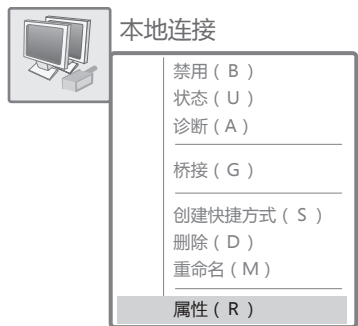 本地连接
禁用(B)
状态(U)
诊断(A)
桥接(G)
创建快捷方式(S)
删除(D)
重命名(M)
属性(R)